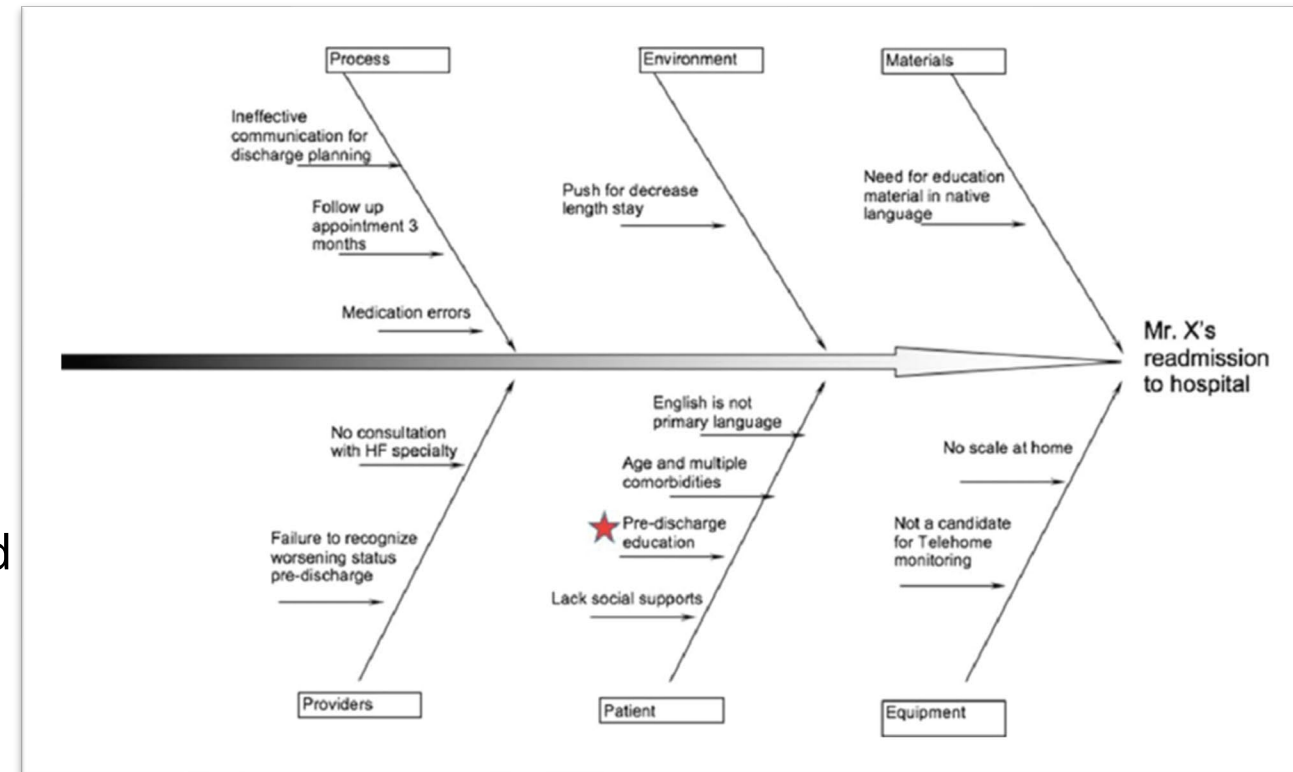 Process
Environment
Materials
Ineffective
communication for
discharge planning
Follow up
appointment 3
months
Medication errors
Push for decrease
length stay
Need for education
material in native
language
Mr. X's
readmission
to hospital
No consultation
with HF specialty
Failure to recognize
worsening status
pre-discharge
English is not
primary language
Age and multiple
comorbidities
Pre-discharge
education
Lack social supports
No scale at home
Not a candidate
for Telehome
monitoring
d
Providers
Patient
Equipment